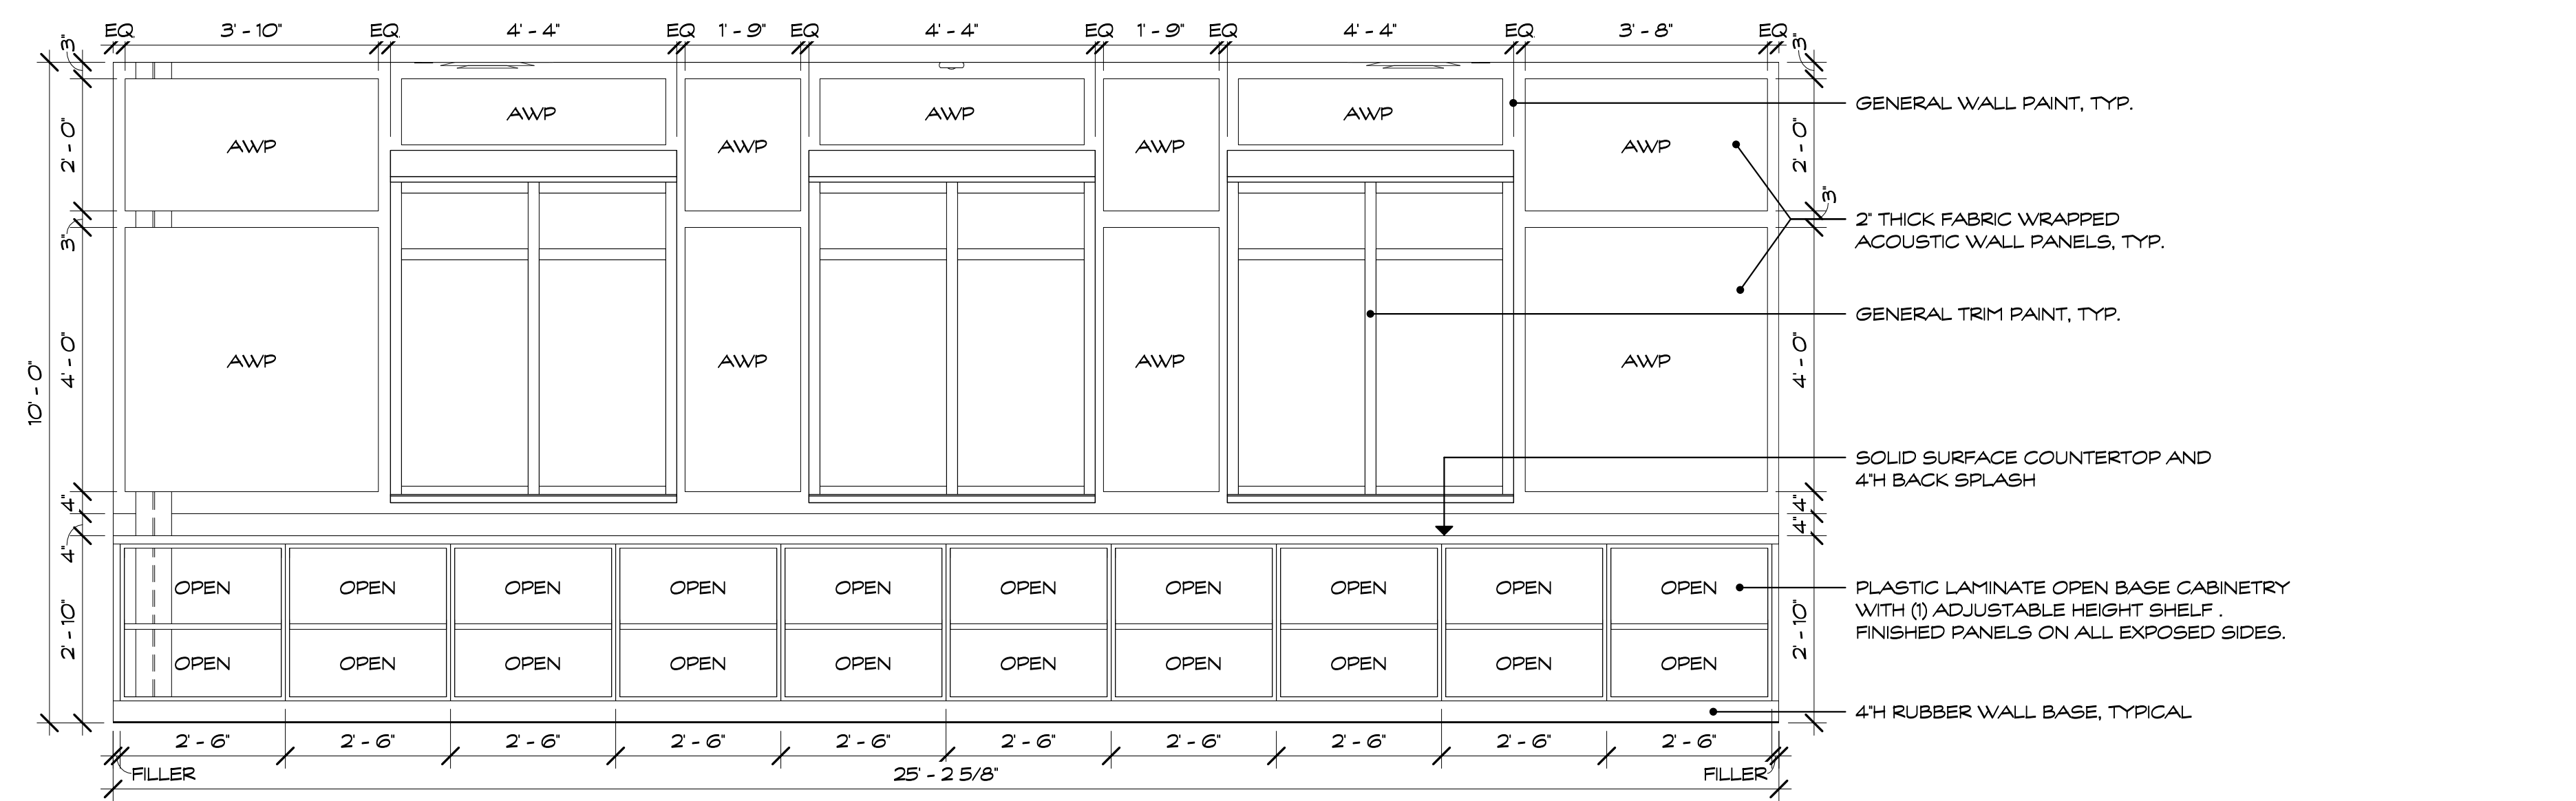 EQ 3' - 10" EQ 4' - 4" EQ 1' - 9" EQ 4' - 4" EQ 1' - 9" EQ 4' - 4" EQ 3' - 8" EQ
3" 3"
AWP AWP AWP AWP AWP
AWP AWP AWP AWP
2' - 0" 2' - 0"
3" 3"
AWP AWP AWP AWP
4' - 0" 4' - 0"
10' - 0"
4" 4"
4" 4"
2' - 10" 2' - 10"
GENERAL WALL PAINT, TYP.
2" THICK FABRIC WRAPPED
ACOUSTIC WALL PANELS, TYP.
GENERAL TRIM PAINT, TYP.
SOLID SURFACE COUNTERTOP AND
4"H BACK SPLASH
OPEN OPEN OPEN OPEN OPEN OPEN OPEN OPEN OPEN OPEN
OPEN OPEN OPEN OPEN OPEN OPEN OPEN OPEN OPEN OPEN
PLASTIC LAMINATE OPEN BASE CABINETRY
WITH (1) ADJUSTABLE HEIGHT SHELF .
FINISHED PANELS ON ALL EXPOSED SIDES.
4"H RUBBER WALL BASE, TYPICAL
2' - 6" 2' - 6" 2' - 6" 2' - 6" 2' - 6" 2' - 6" 2' - 6" 2' - 6" 2' - 6" 2' - 6"
FILLER 25' - 2 5/8" FILLER